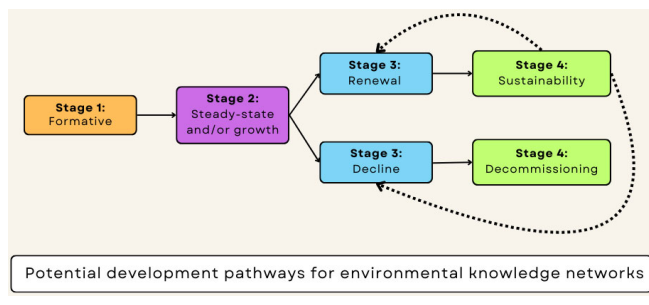 Stage 1:
Formative
Stage 2:
Steady-state
and/or growth
Stage 3:
Renewal
Stage 4:
Sustainability
Stage 3:
Decline
Stage 4:
Decommissioning
Potential development pathways for environmental knowledge networks